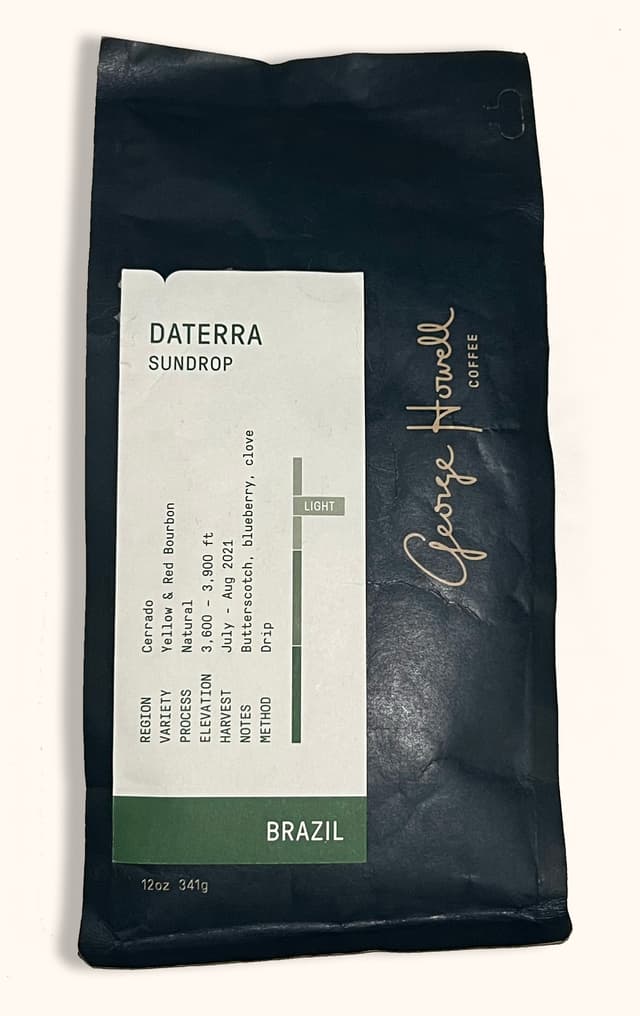 DATERRA
SUNDROP
REGION Cerrado
VARIETY Yellow & Red Bourbon
PROCESS Natural
ELEVATION 3,600 – 3,900 ft
HARVEST July - Aug 2021
NOTES Butterscotch, blueberry, clove
METHOD Drip
LIGHT
BRAZIL
12oz 341g
George Howell
COFFEE